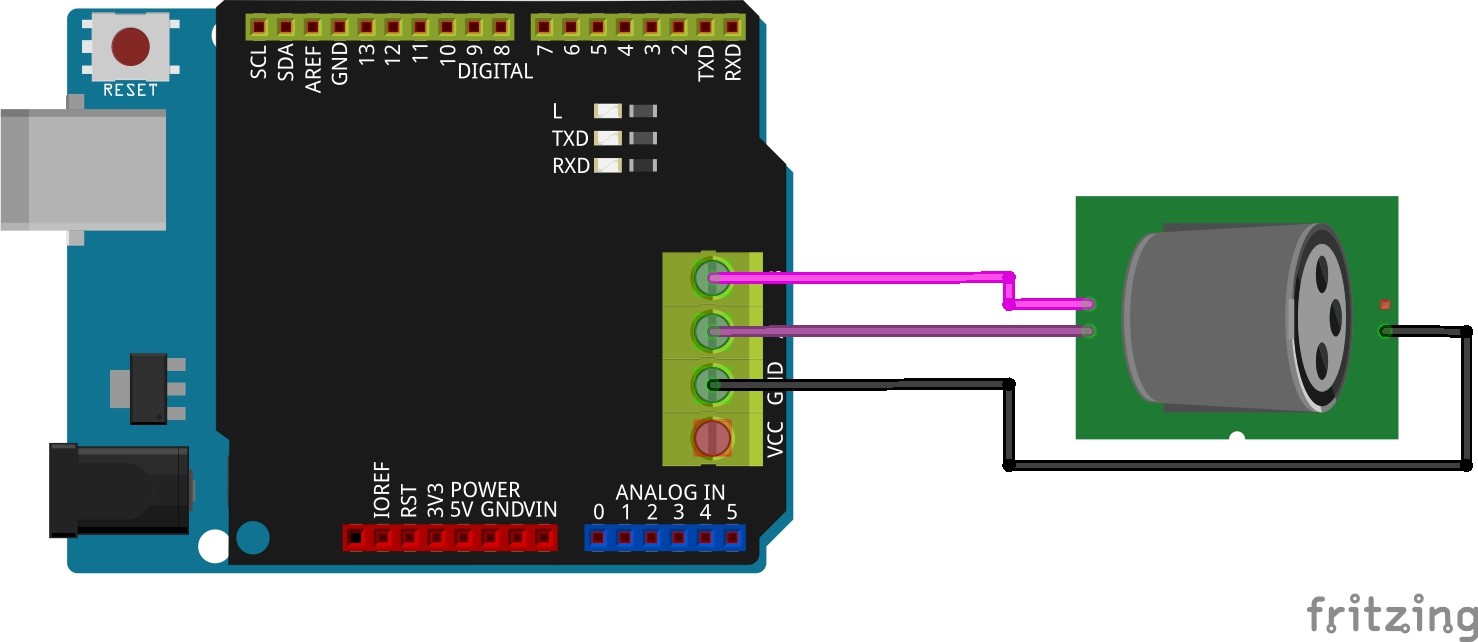 RESET
SCL SDA AREF GND 13 12 11 10 9 8 7 6 5 4 3 2 TXD RXD
DIGITAL
L
TXD
RXD
GND
VCC
IOREF RST 3V3 POWER
5V GND VIN
ANALOG IN
0 1 2 3 4 5
fritzing